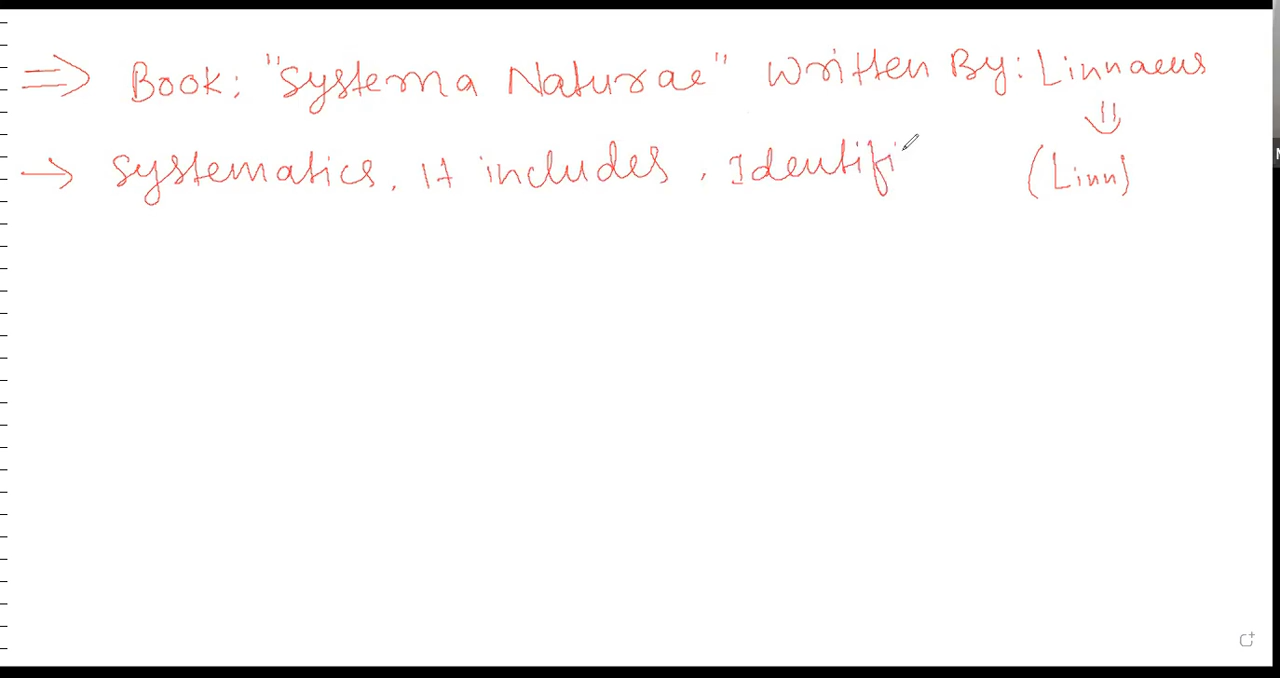 ⇒ Book: "Systema Naturae" Written By: Linnaeus
⇓
→ Systematics. It includes. Identifi
(Linn)